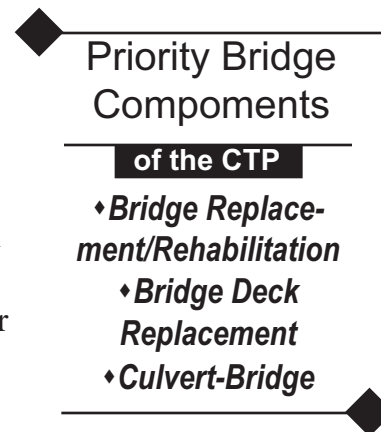 Priority Bridge
Compoments
of the CTP
♦Bridge Replace-
ment/Rehabilitation
♦Bridge Deck
r
Replacement
♦Culvert-Bridge